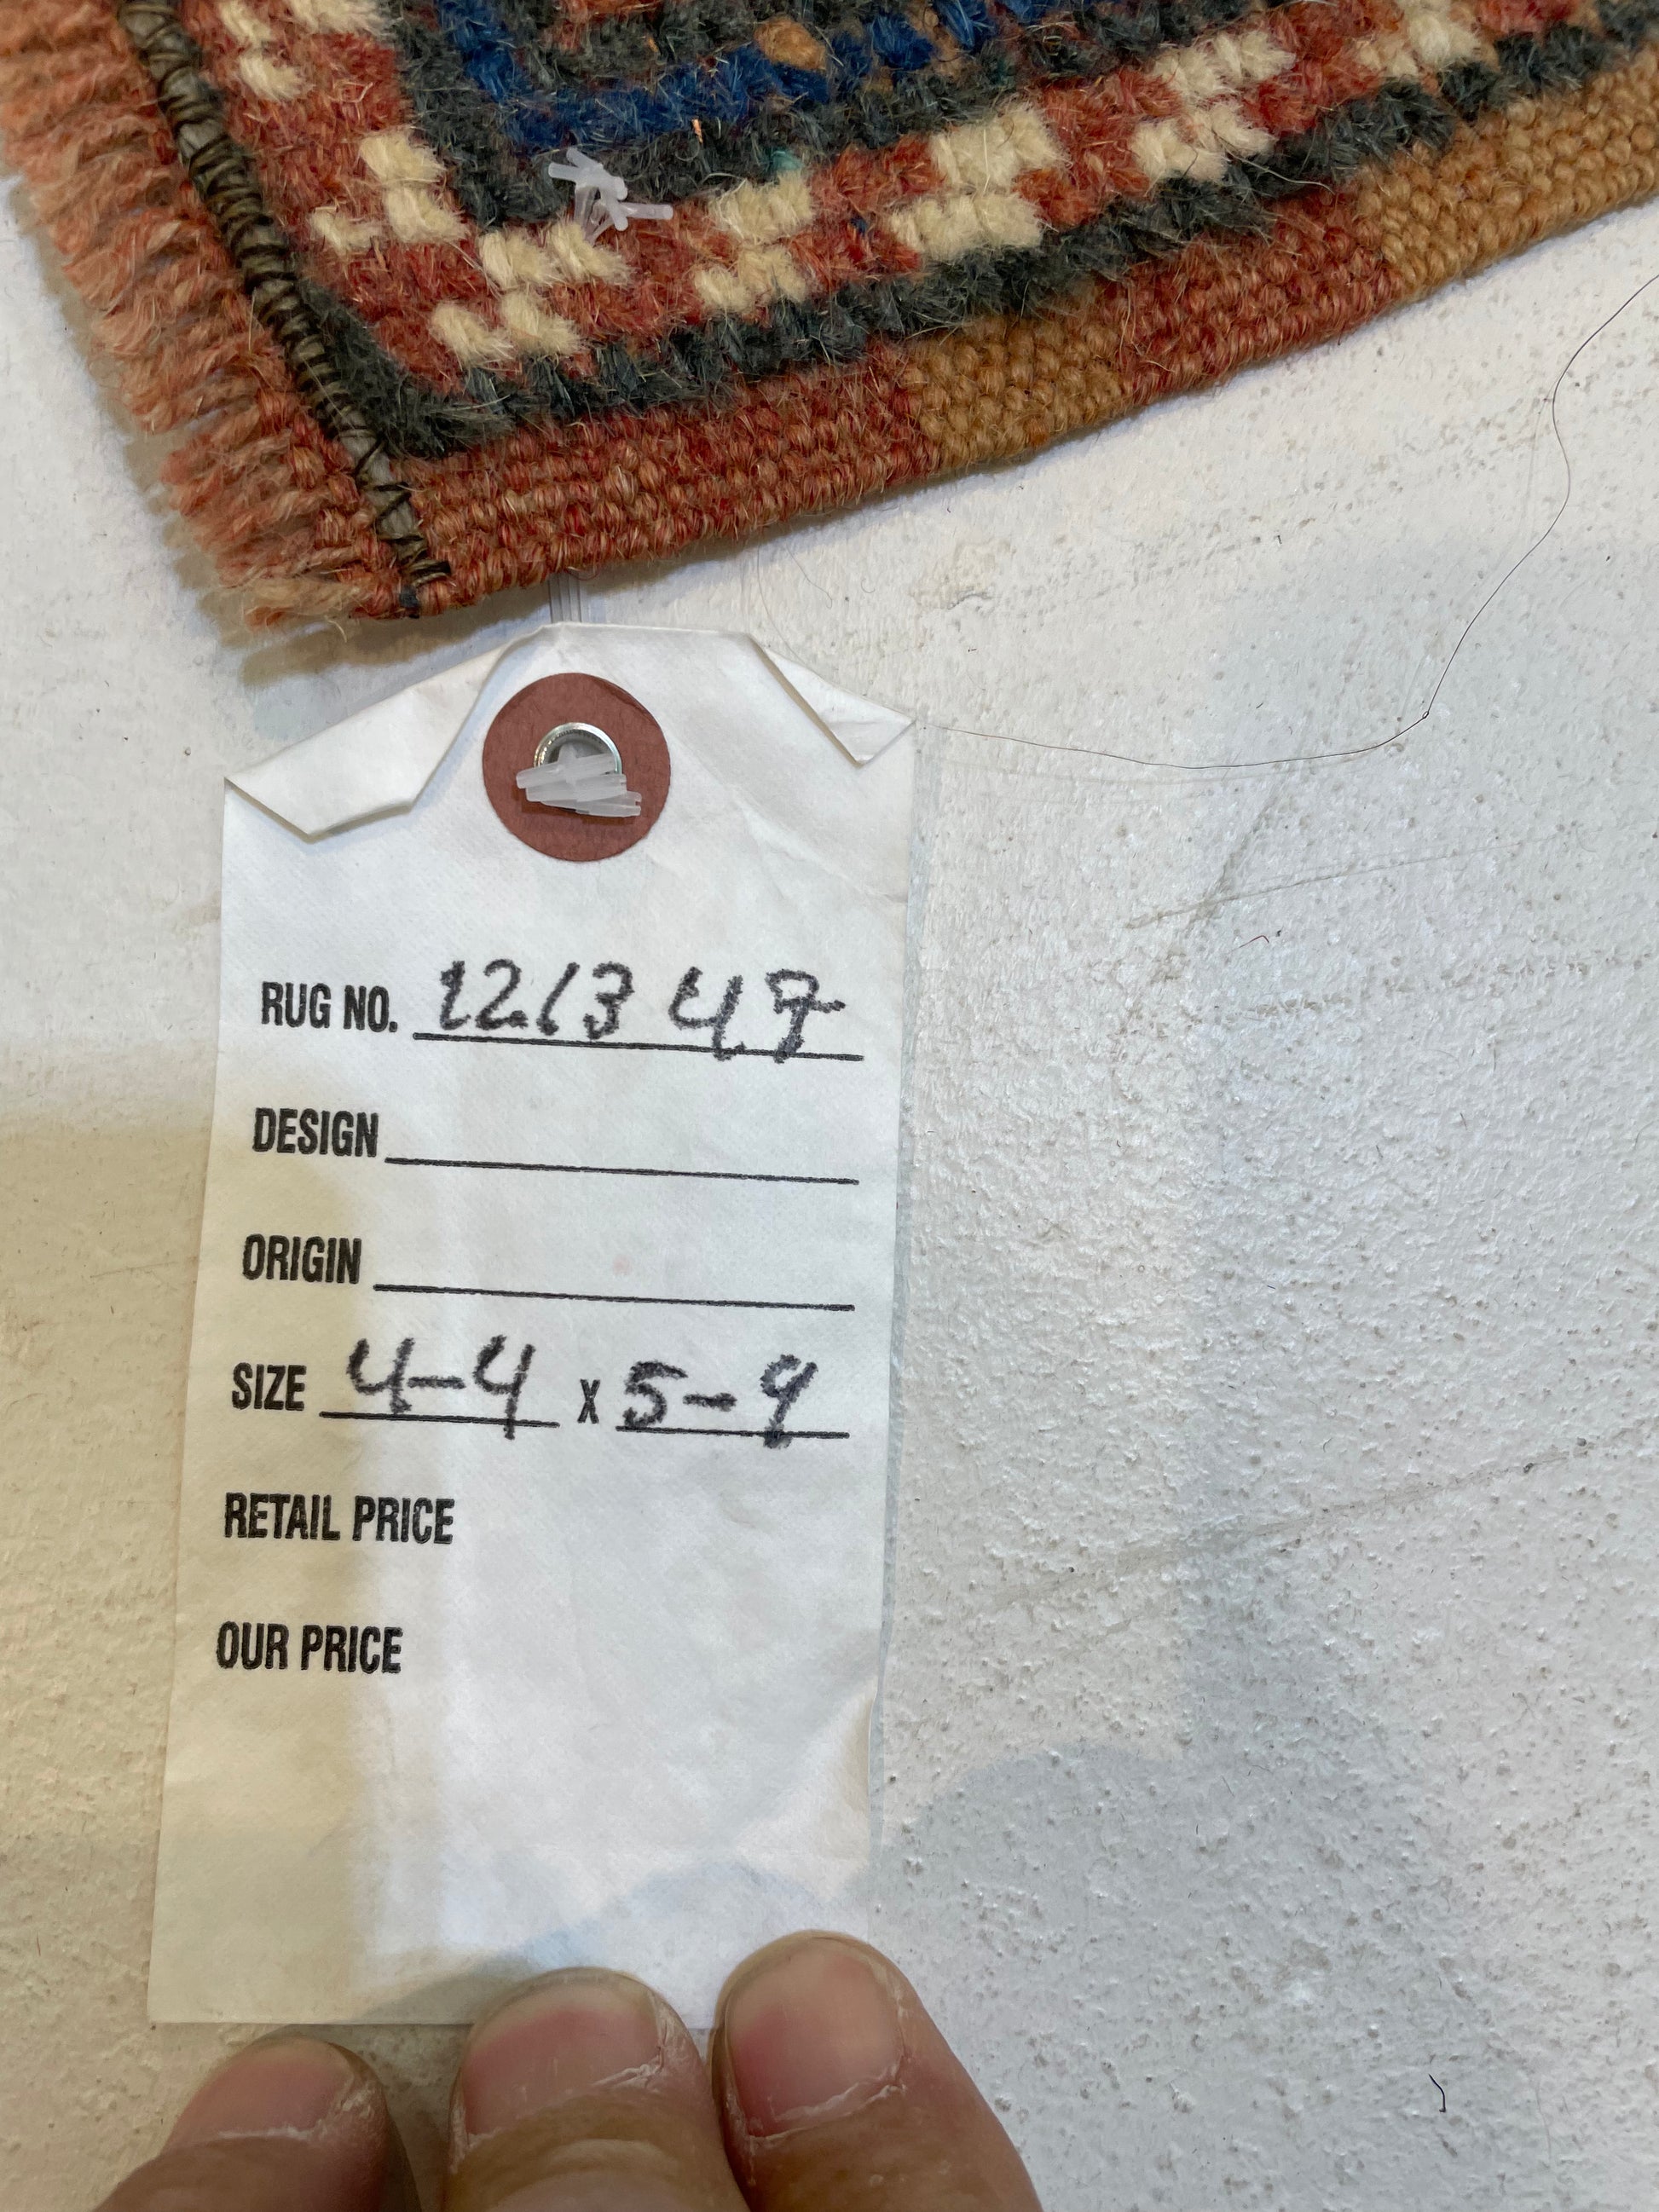 RUG NO. 121347
DESIGN
ORIGIN
SIZE 4-4 X 5-9
RETAIL PRICE
OUR PRICE